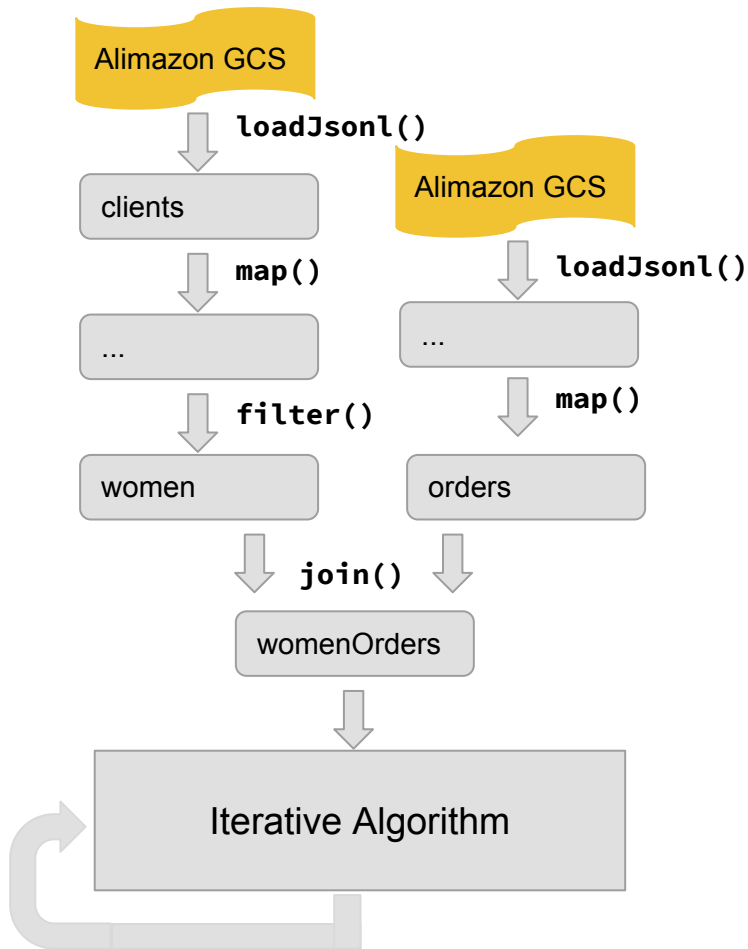 Alimazon GCS
loadJsonl()
clients
map()
...
filter()
women
Alimazon GCS
loadJsonl()
...
map()
orders
join()
womenOrders
Iterative Algorithm